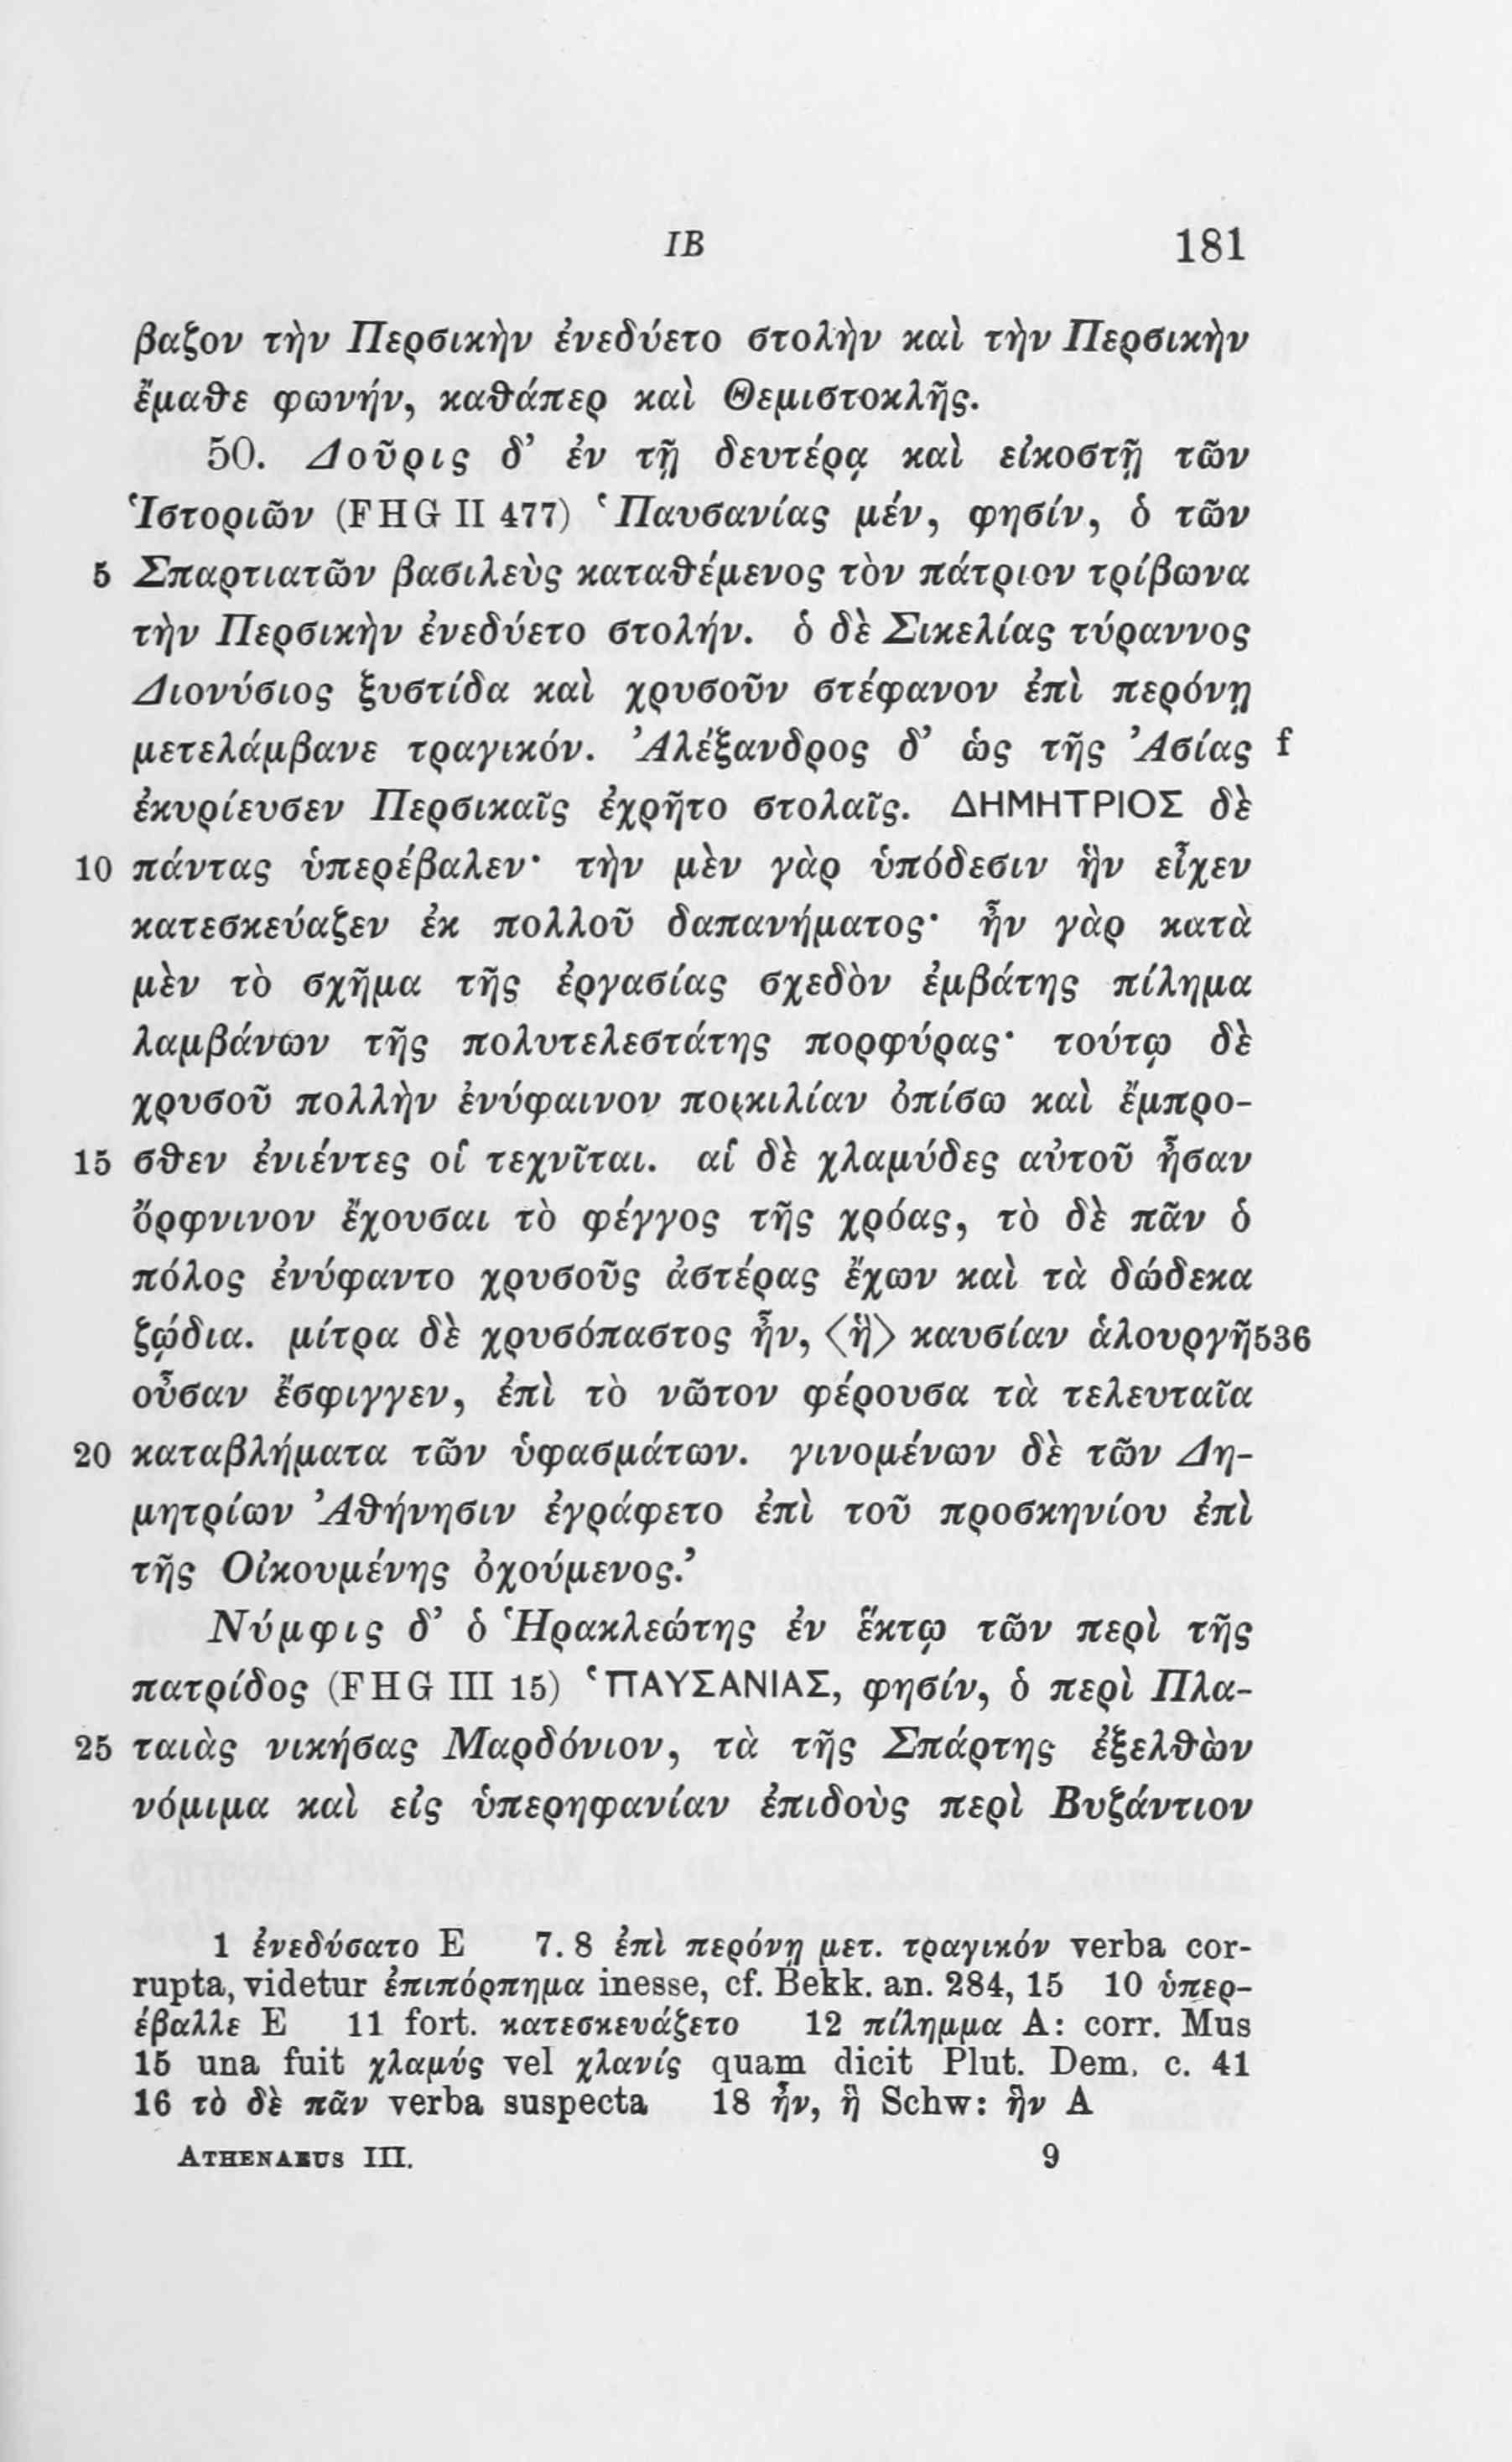 ΙΒ 181
βαζον τὴν Περσικὴν ἐνεδύετο στολὴν καὶ τὴν Περσικὴν
ἔμαθε φωνήν, καθάπερ καὶ Θεμιστοκλῆς.
50. Δοῦρις δ’ ἐν τῇ δευτέρᾳ καὶ εἰκοστῇ τῶν
Ἱστοριῶν (FHG II 477) ‘Παυσανίας μέν, φησίν, ὁ τῶν
5 Σπαρτιατῶν βασιλεὺς καταθέμενος τὸν πάτριον τρίβωνα
τὴν Περσικὴν ἐνεδύετο στολήν. ὁ δὲ Σικελίας τύραννος
Διονύσιος ξυστίδα καὶ χρυσοῦν στέφανον ἐπὶ περόνῃ
μετελάμβανε τραγικόν. Ἀλέξανδρος δ’ ὡς τῆς Ἀσίας f
ἐκυρίευσεν Περσικαῖς ἐχρῆτο στολαῖς. ΔΗΜΗΤΡΙΟΣ δὲ
10 πάντας ὑπερέβαλεν· τὴν μὲν γὰρ ὑπόδεσιν ἣν εἶχεν
κατεσκεύαζεν ἐκ πολλοῦ δαπανήματος· ἦν γὰρ κατὰ
μὲν τὸ σχῆμα τῆς ἐργασίας σχεδὸν ἐμβάτης πίλημα
λαμβάνων τῆς πολυτελεστάτης πορφύρας· τούτῳ δὲ
χρυσοῦ πολλὴν ἐνύφαινον ποικιλίαν ὀπίσω καὶ ἔμπρο-
15 σθεν ἐνιέντες οἱ τεχνῖται. αἱ δὲ χλαμύδες αὐτοῦ ἦσαν
ὄρφνινον ἔχουσαι τὸ φέγγος τῆς χρόας, τὸ δὲ πᾶν ὁ
πόλος ἐνύφαντο χρυσοῦς ἀστέρας ἔχων καὶ τὰ δώδεκα
ζῴδια. μίτρα δὲ χρυσόπαστος ἦν, <ἣ> καυσίαν ἁλουργῆ 536
οὖσαν ἔσφιγγεν, ἐπὶ τὸ νῶτον φέρουσα τὰ τελευταῖα
20 καταβλήματα τῶν ὑφασμάτων. γινομένων δὲ τῶν Δη-
μητρίων Ἀθήνησιν ἐγράφετο ἐπὶ τοῦ προσκηνίου ἐπὶ
τῆς Οἰκουμένης ὀχούμενος.’
Νύμφις δ’ ὁ Ἡρακλεώτης ἐν ἕκτῳ τῶν περὶ τῆς
πατρίδος (FHG III 15) ‘ΠΑΥΣΑΝΙΑΣ, φησίν, ὁ περὶ Πλα-
25 ταιὰς νικήσας Μαρδόνιον, τὰ τῆς Σπάρτης ἐξελθὼν
νόμιμα καὶ εἰς ὑπερηφανίαν ἐπιδοὺς περὶ Βυζάντιον
1 ἐνεδύσατο E 7. 8 ἐπὶ περόνῃ μετ. τραγικόν verba cor-
rupta, videtur ἐπιπόρπημα inesse, cf. Bekk. an. 284, 15 10 ὑπερ-
έβαλλε E 11 fort. κατεσκευάζετο 12 πίλημμα A: corr. Mus
15 una fuit χλαμύς vel χλανίς quam dicit Plut. Dem. c. 41
16 τὸ δὲ πᾶν verba suspecta 18 ἦν, ἣ Schw: ἣν A
ATHENAEUS III. 9